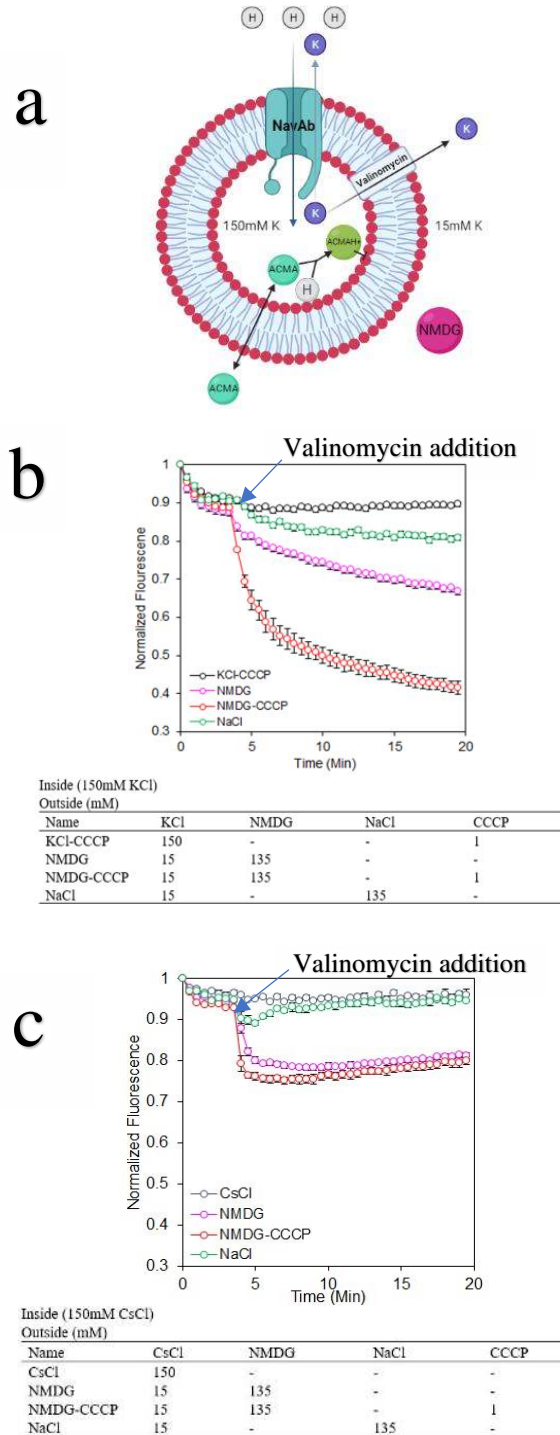 a
H H H
K
NavAb
K
Valinomycin
150mM K
K
15mM K
ACMAH+
ACMA
H
NMDG
ACMA
b
Valinomycin addition
1
0.9
0.8
0.7
0.6
0.5
0.4
0.3
Normalized Flourescene
KCl-CCCP
NMDG
NMDG-CCCP
NaCl
0 5 10 15 20
Time (Min)
Inside (150mM KCl)
Outside (mM)
Name KCl NMDG NaCl CCCP
KCl-CCCP 150 - - 1
NMDG 15 135 - -
NMDG-CCCP 15 135 - 1
NaCl 15 - 135 -
c
Valinomycin addition
1
0.9
0.8
0.7
0.6
0.5
0.4
0.3
Normalized Fluorescence
CsCl
NMDG
NMDG-CCCP
NaCl
0 5 10 15 20
Time (Min)
Inside (150mM CsCl)
Outside (mM)
Name CsCl NMDG NaCl CCCP
CsCl 150 - - -
NMDG 15 135 - -
NMDG-CCCP 15 135 - 1
NaCl 15 - 135 -